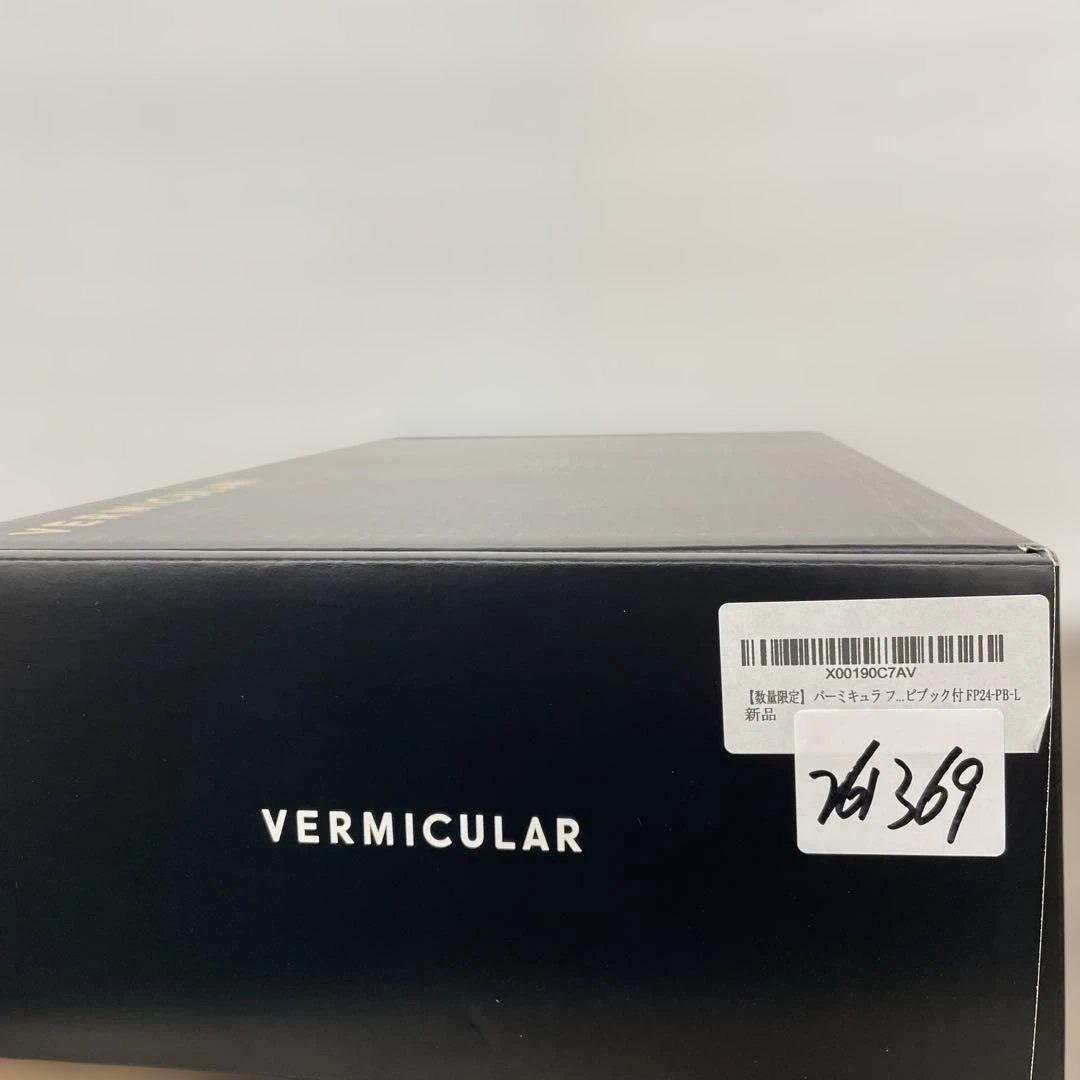 VERMICULAR
X00190C7AV
【数量限定】バーミキュラ フ...ピブック付 FP24-PB-L
新品
VERMICULAR